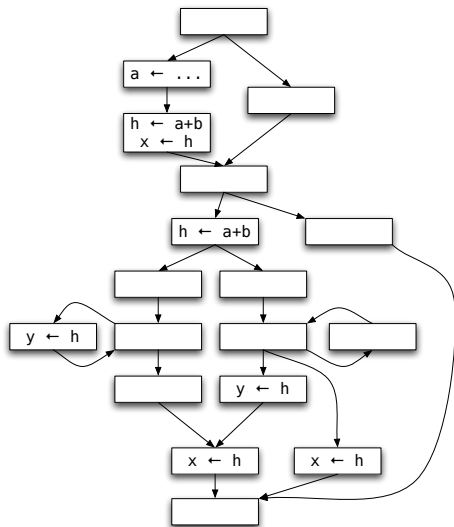 a ← ...
h ← a+b
x ← h
h ← a+b
y ← h
y ← h
x ← h
x ← h